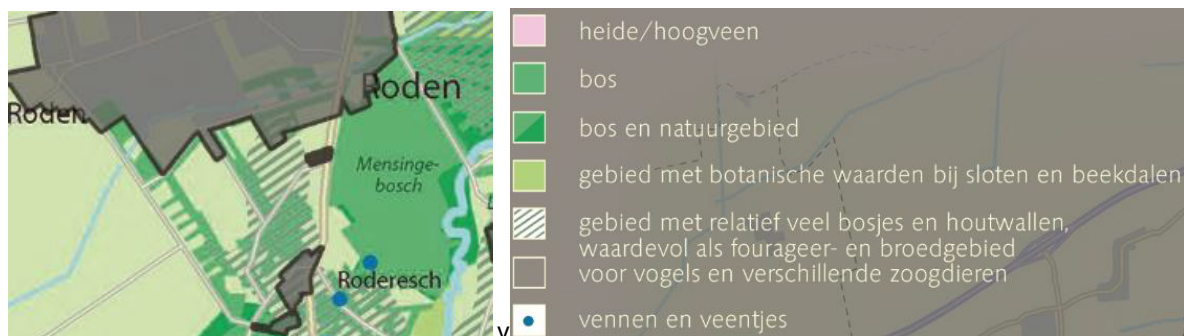 Roden
Roden
Mensinge-
bosch
Roderesch
v
heide/hoogveen
bos
bos en natuurgebied
gebied met botanische waarden bij sloten en beekdalen
gebied met relatief veel bosjes en houtwallen,
waardevol als fourageer- en broedgebied
voor vogels en verschillende zoogdieren
vennen en veentjes